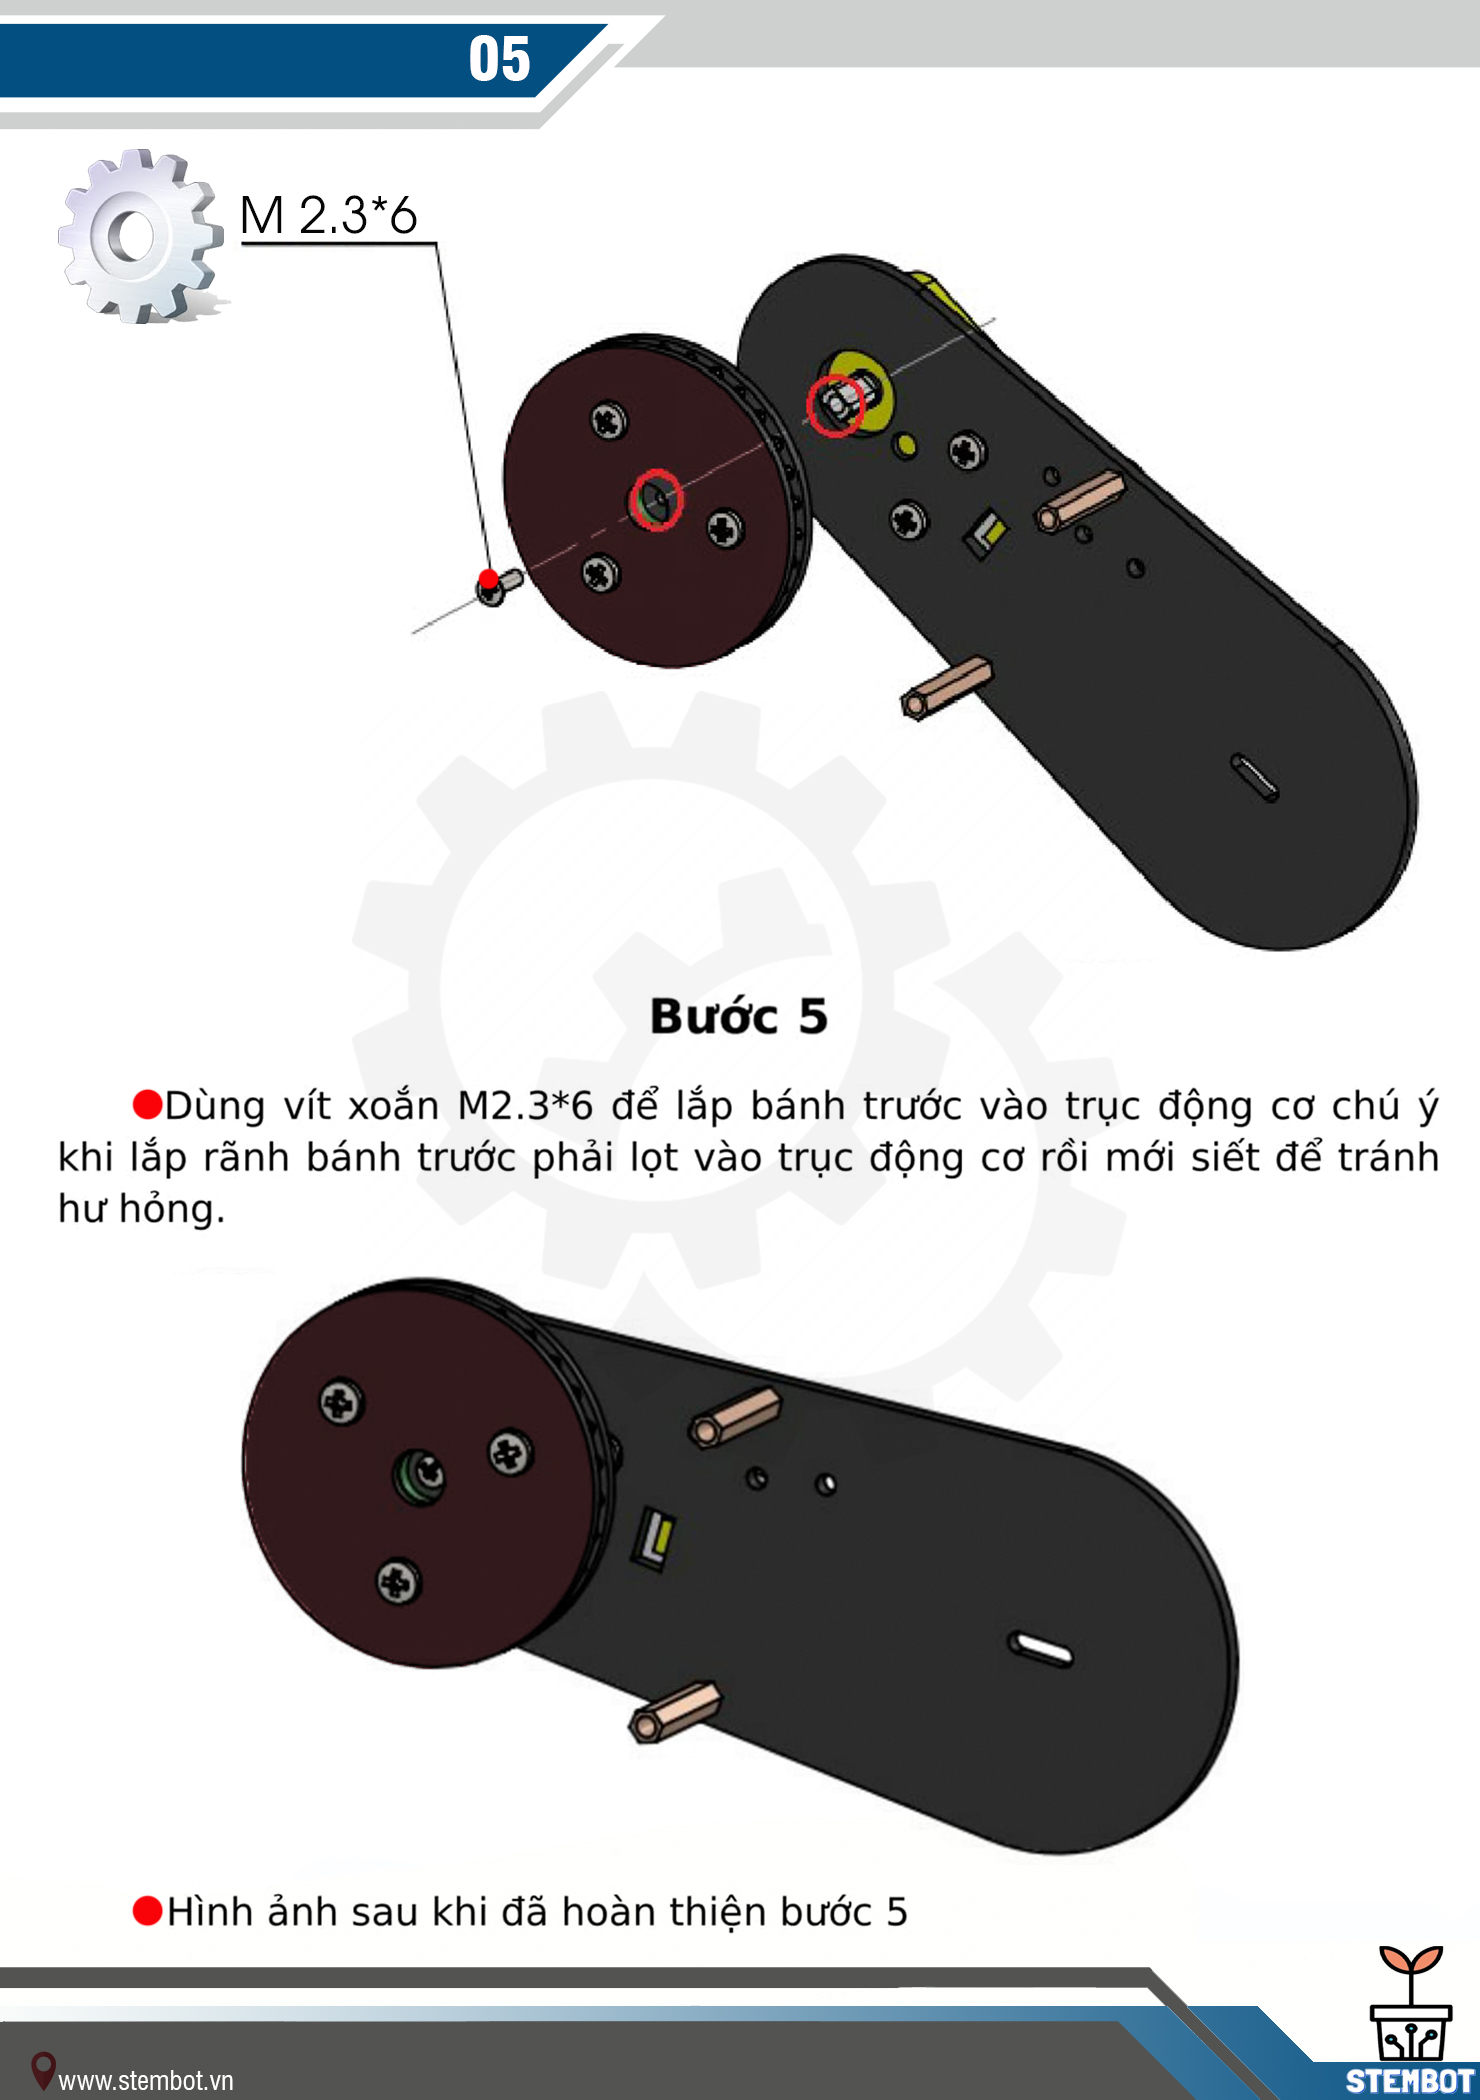 05
M 2.3*6
Bước 5
Dùng vít xoắn M2.3*6 để lắp bánh trước vào trục động cơ chú ý
khi lắp rãnh bánh trước phải lọt vào trục động cơ rồi mới siết để tránh
hư hỏng.
Hình ảnh sau khi đã hoàn thiện bước 5
www.stembot.vn
STEMBOT